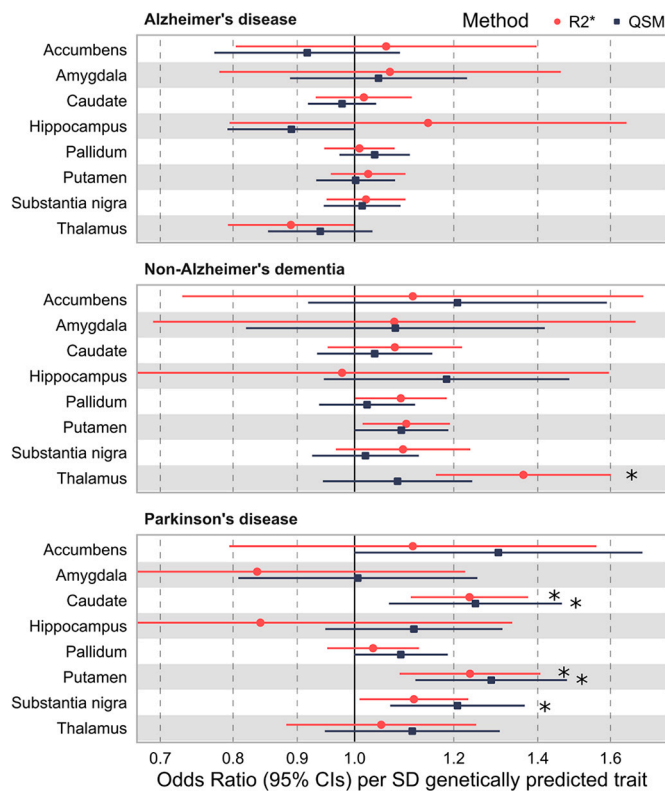 Alzheimer's disease Method R2* QSM
Accumbens
Amygdala
Caudate
Hippocampus
Pallidum
Putamen
Substantia nigra
Thalamus
Non-Alzheimer's dementia
Accumbens
Amygdala
Caudate
Hippocampus
Pallidum
Putamen
Substantia nigra
Thalamus *
Parkinson's disease
Accumbens
Amygdala
Caudate * *
Hippocampus
Pallidum
Putamen * *
Substantia nigra *
Thalamus
0.7 0.8 0.9 1.0 1.2 1.4 1.6
Odds Ratio (95% CIs) per SD genetically predicted trait